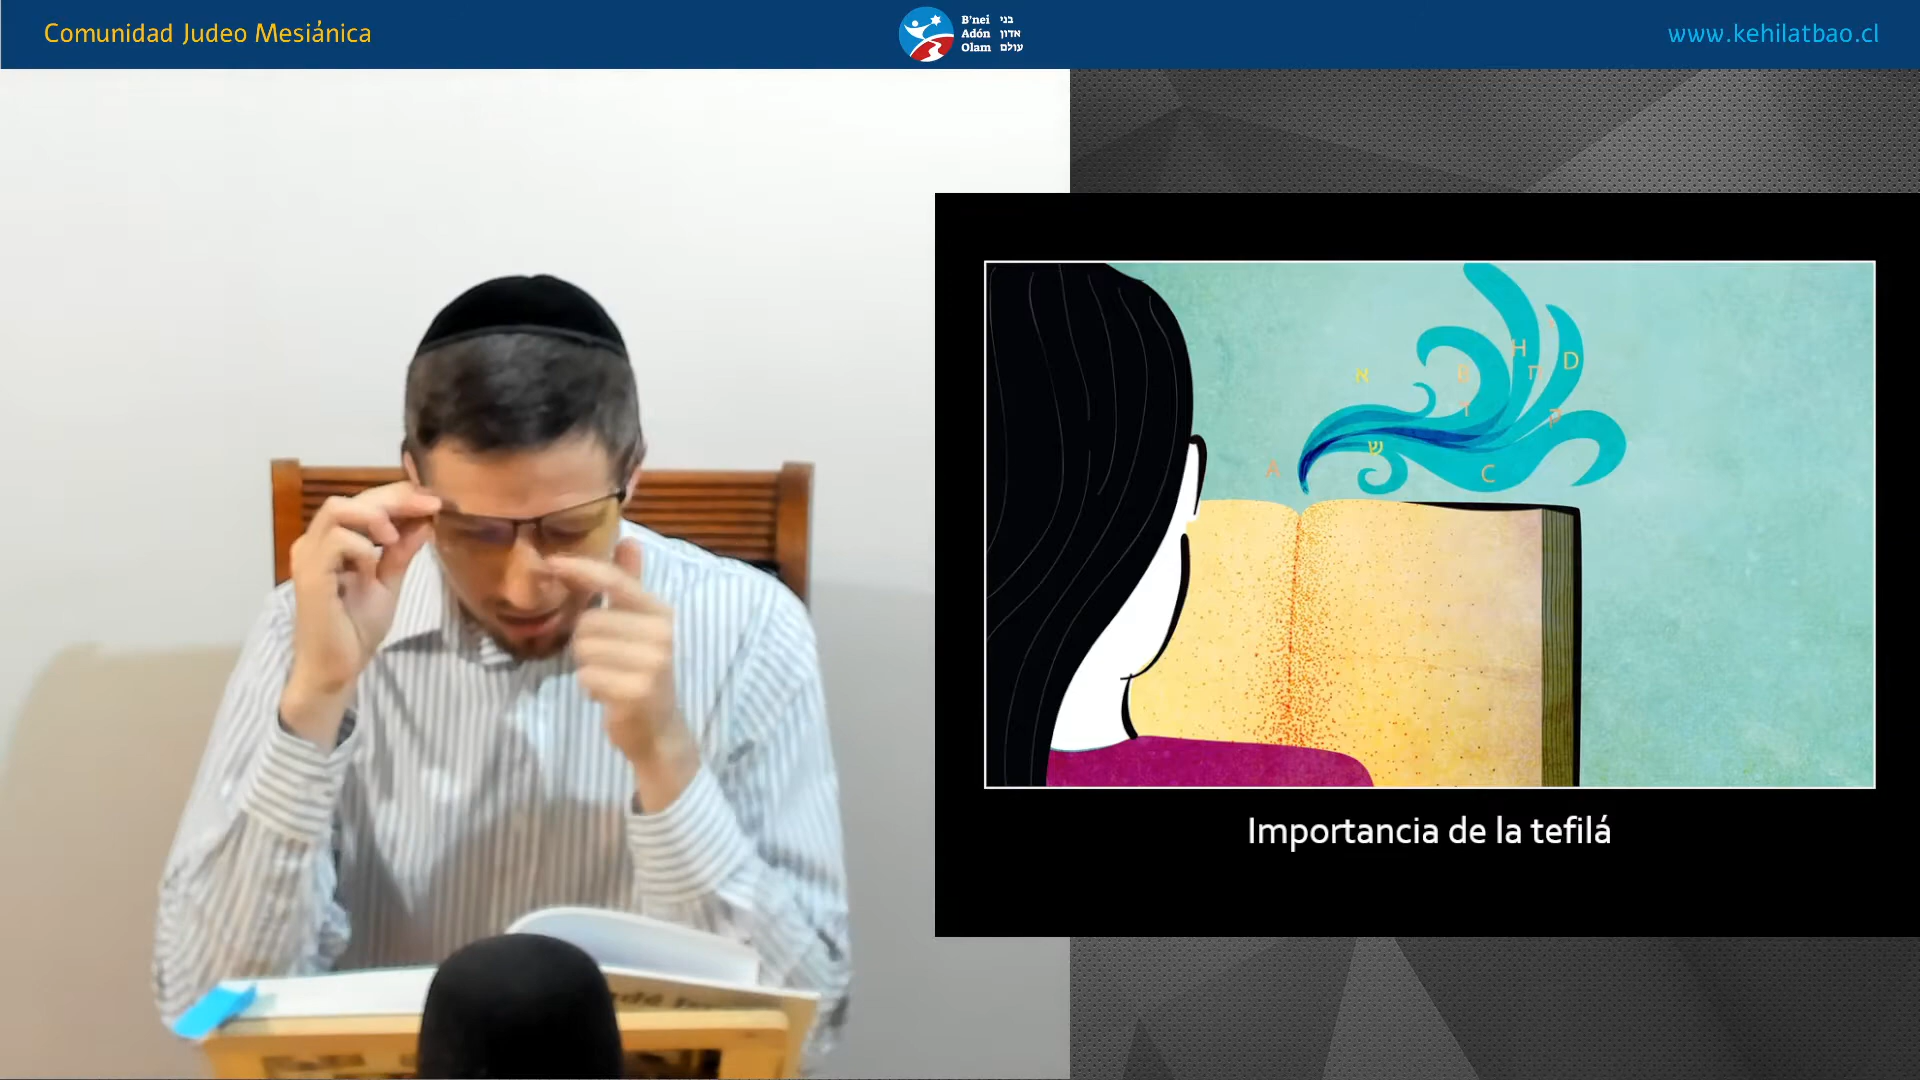 Comunidad Judeo Mesiánica
B'nei בני
Adón אדון
Olam עולם
www.kehilatbao.cl
H
D
א
ח
ק
ש
A
C
Importancia de la tefilá